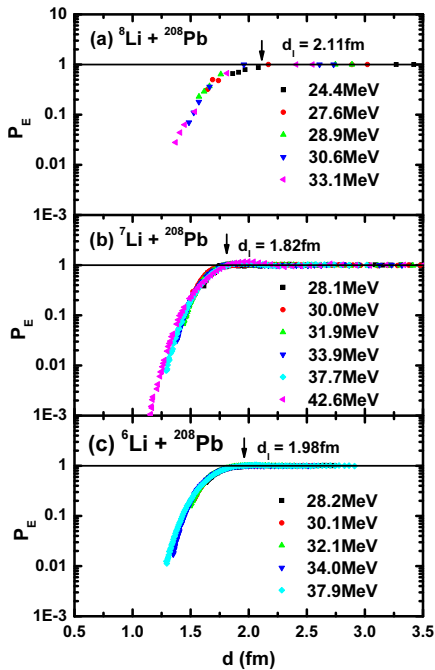 10
(a) ⁸Li + ²⁰⁸Pb
d_I = 2.11fm
1
0.1
0.01
1E-3
P_E
24.4MeV
27.6MeV
28.9MeV
30.6MeV
33.1MeV
(b) ⁷Li + ²⁰⁸Pb
d_I = 1.82fm
1
0.1
0.01
1E-3
P_E
28.1MeV
30.0MeV
31.9MeV
33.9MeV
37.7MeV
42.6MeV
(c) ⁶Li + ²⁰⁸Pb
d_I = 1.98fm
1
0.1
0.01
1E-3
P_E
28.2MeV
30.1MeV
32.1MeV
34.0MeV
37.9MeV
0.5 1.0 1.5 2.0 2.5 3.0 3.5
d (fm)